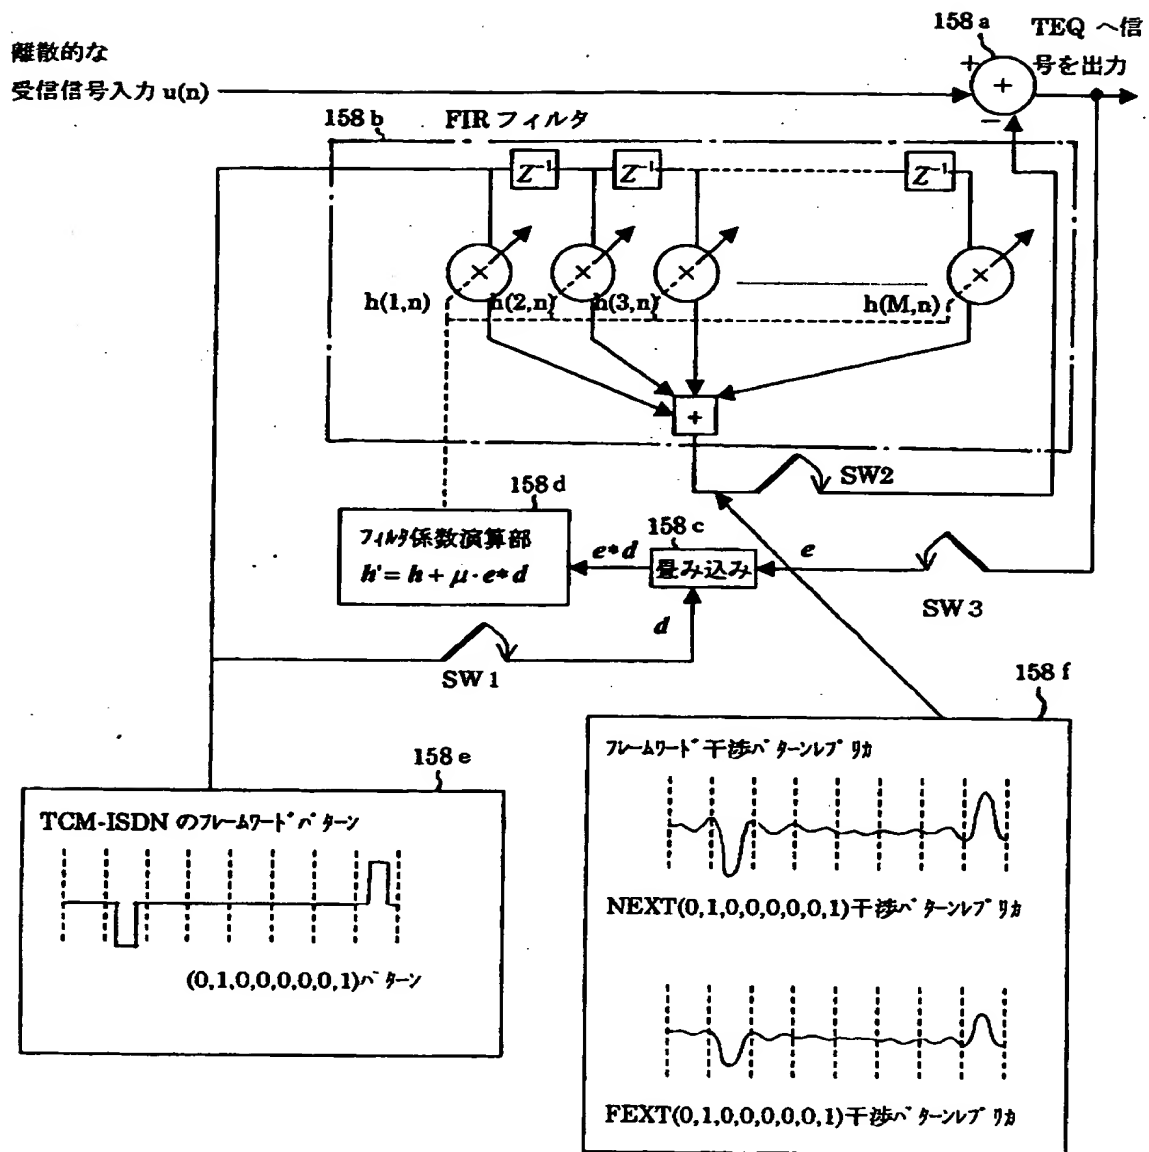 158 a
TEQ へ信
号を出力
離散的な
受信信号入力 u(n)
+
+
−
158 b
FIR フィルタ
Z⁻¹
Z⁻¹
Z⁻¹
×
×
×
×
h(1,n)
h(2,n)
h(3,n)
h(M,n)
+
SW2
158 d
フィルタ係数演算部
h' = h + μ · e* d
158 c
e* d
畳み込み
e
SW 3
d
SW 1
158 f
フレームワード干渉パターンレプリカ
NEXT(0,1,0,0,0,0,0,1)干渉パターンレプリカ
FEXT(0,1,0,0,0,0,0,1)干渉パターンレプリカ
158 e
TCM-ISDN のフレームワードパターン
(0,1,0,0,0,0,0,1)パターン